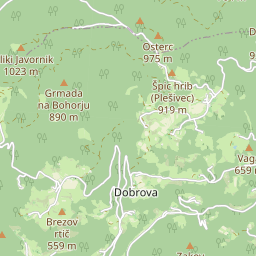 Osterc
975 m
liki Javornik
1023 m
Grmada
na Bohorju
890 m
Špic hrib
(Plešivec)
919 m
Vag
659 m
Dobrova
Brezov
rtič
559 m